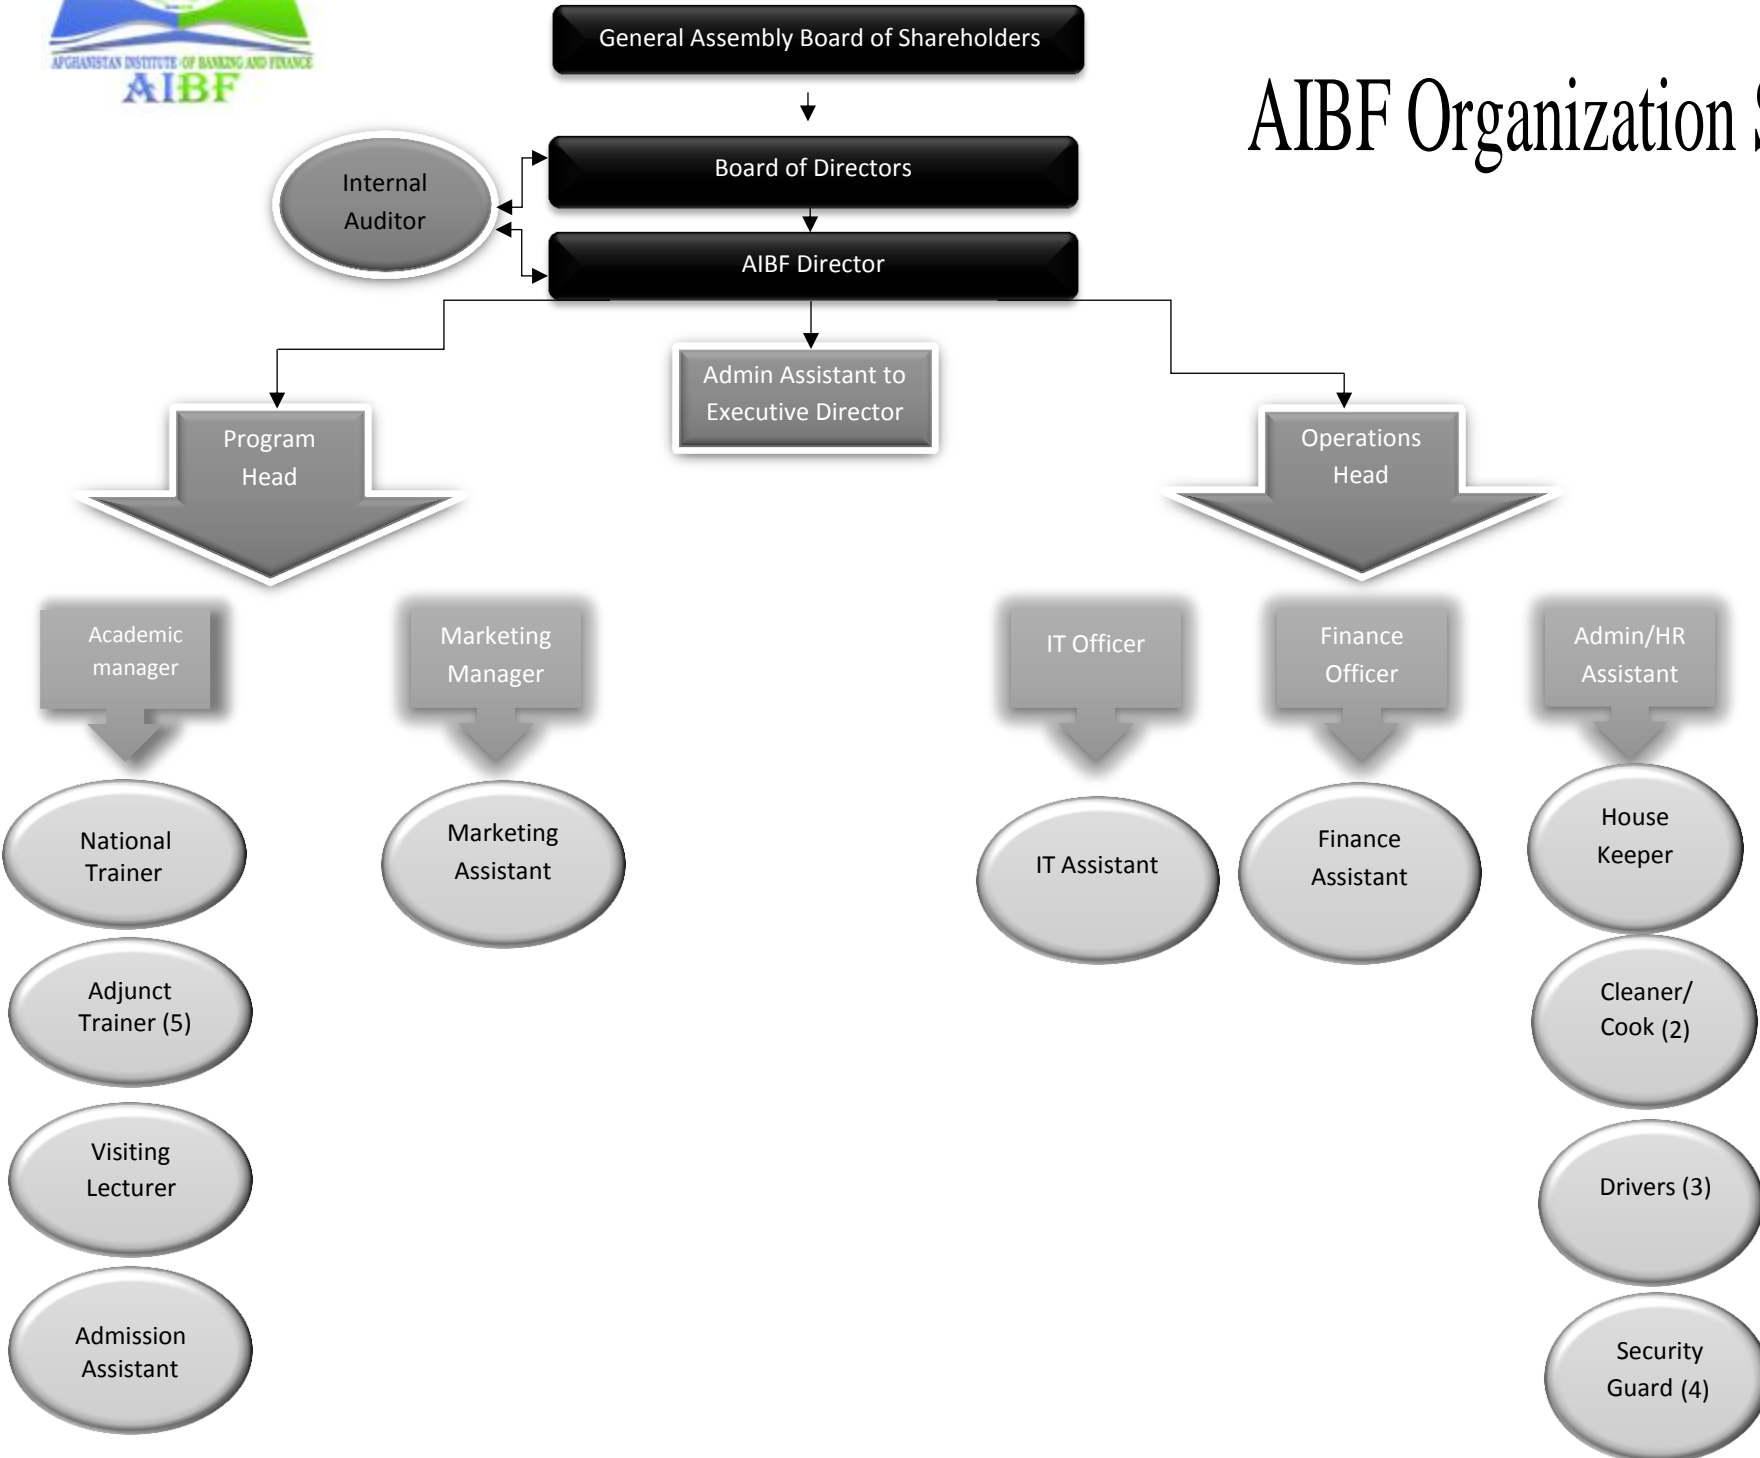 AFGHANISTAN INSTITUTE OF BANKING AND FINANCE
AIBF
General Assembly Board of Shareholders
AIBF Organization
Internal
Auditor
Board of Directors
AIBF Director
Admin Assistant to
Executive Director
Program
Head
Operations
Head
Academic
manager
Marketing
Manager
IT Officer
Finance
Officer
Admin/HR
Assistant
National
Trainer
Adjunct
Trainer (5)
Visiting
Lecturer
Admission
Assistant
Marketing
Assistant
IT Assistant
Finance
Assistant
House
Keeper
Cleaner/
Cook (2)
Drivers (3)
Security
Guard (4)